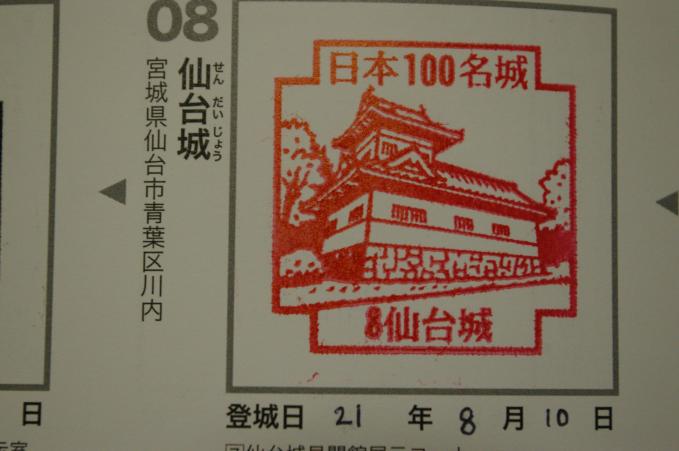 08
仙台城
せんだいじょう
宮城県仙台市青葉区川内
日本100名城
8仙台城
登城日 21 年 8 月 10 日
日